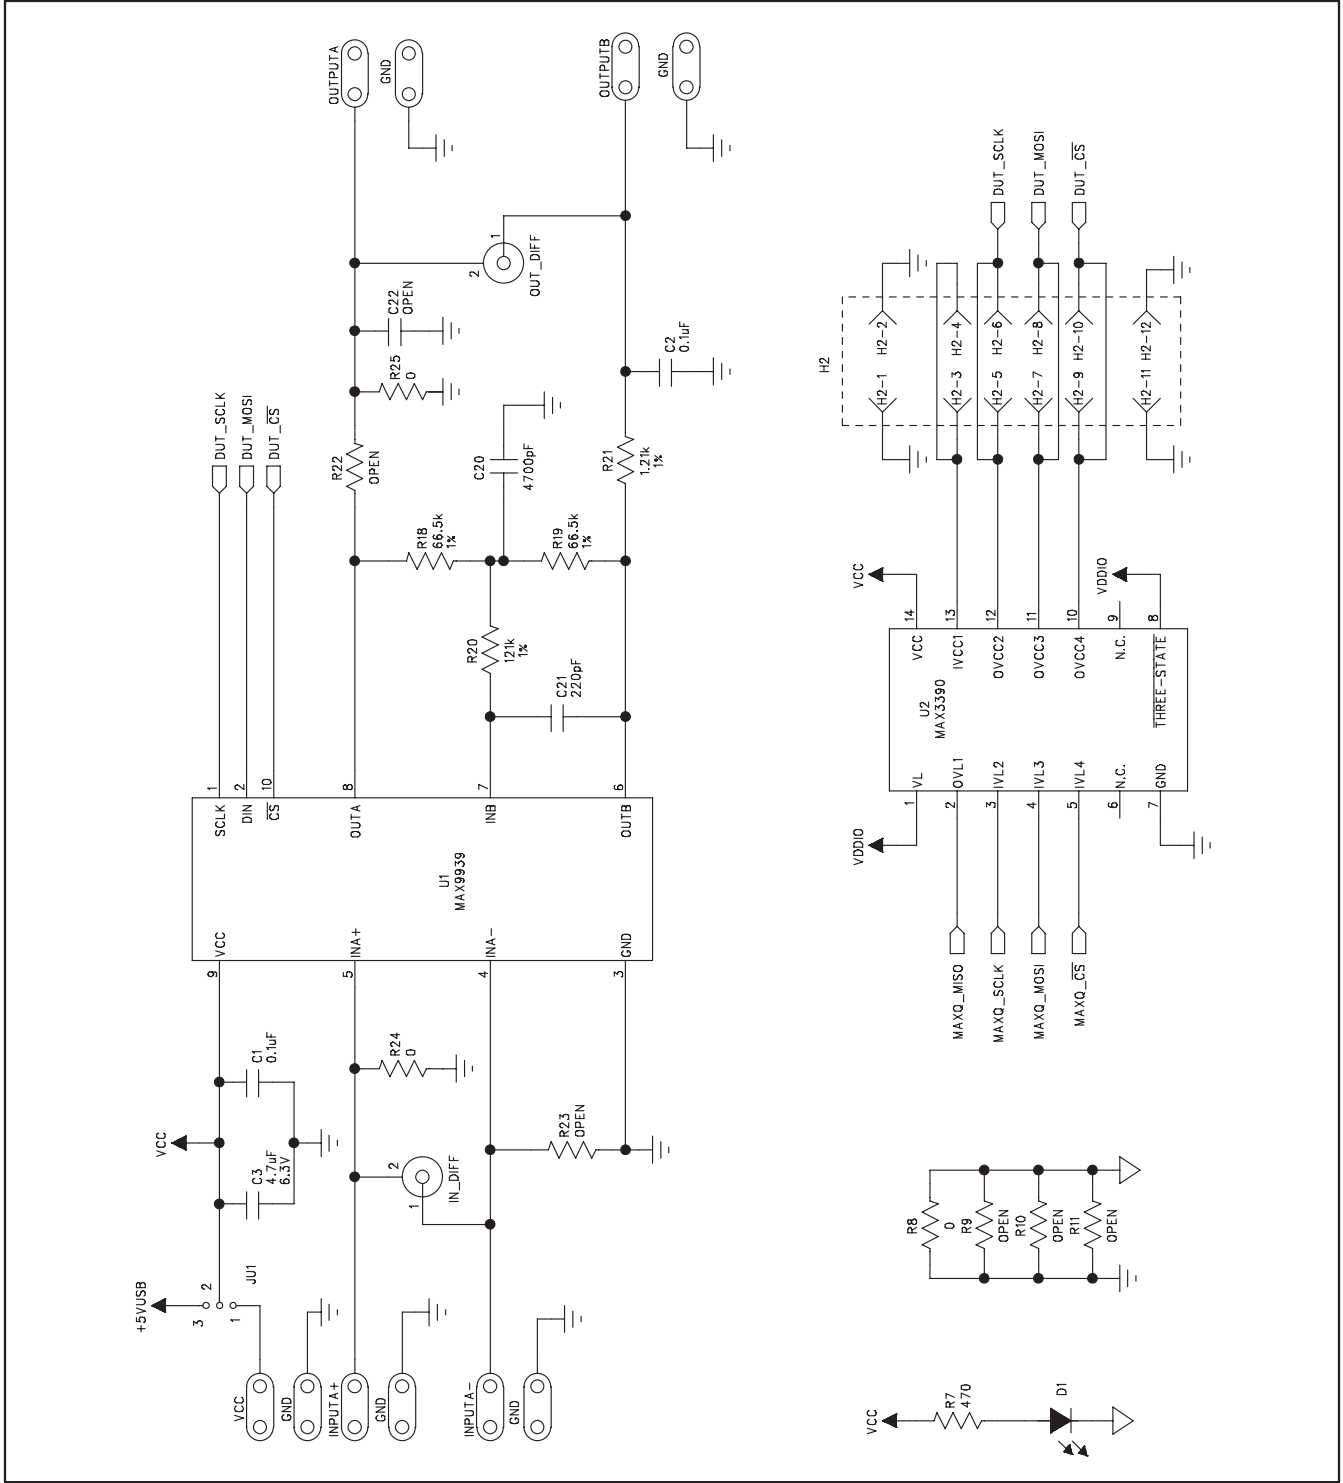 OUTPUTA
GND
OUTPUTB
GND
1
2
OUT_DIFF
C22
OPEN
R25
0
C2
0.1uF
DUT_SCLK
DUT_MOSI
DUT_CS
R22
OPEN
C20
4700pF
R21
1.21k
1%
R18
66.5k
1%
R19
66.5k
1%
R20
121k
1%
C21
220pF
1
2
10
8
7
6
SCLK
DIN
CS
OUTA
INB
OUTB
U1
MAX9939
VCC
INA+
INA-
GND
9
5
4
3
C1
0.1uF
VCC
C3
4.7uF
6.3V
R24
0
R23
OPEN
2
1
IN_DIFF
+5VUSB
3
2
1
JU1
VCC
GND
INPUTA+
GND
INPUTA-
GND
DUT_SCLK
DUT_MOSI
DUT_CS
H2
H2-1
H2-2
H2-3
H2-4
H2-5
H2-6
H2-7
H2-8
H2-9
H2-10
H2-11
H2-12
VCC
VDDIO
14
13
12
11
10
9
8
VCC
IVCC1
OVCC2
OVCC3
OVCC4
N.C.
THREE-STATE
U2
MAX3390
VL
OVL1
IVL2
IVL3
IVL4
N.C.
GND
1
2
3
4
5
6
7
VDDIO
MAXQ_MISO
MAXQ_SCLK
MAXQ_MOSI
MAXQ_CS
R8
0
R9
OPEN
R10
OPEN
R11
OPEN
VCC
R7
470
D1